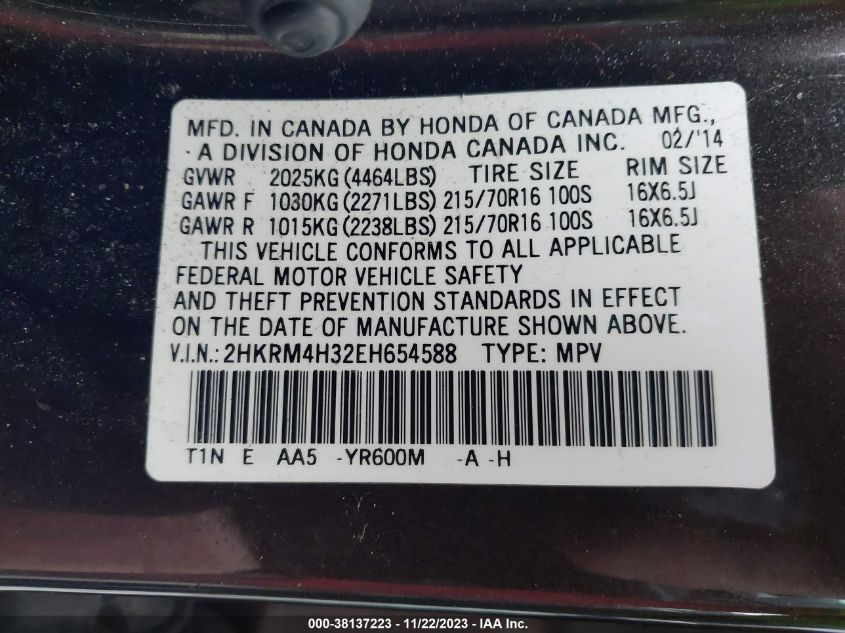 MFD. IN CANADA BY HONDA OF CANADA MFG.,
A DIVISION OF HONDA CANADA INC. 02/'14
GVWR 2025KG (4464LBS) TIRE SIZE RIM SIZE
GAWR F 1030KG (2271LBS) 215/70R16 100S 16X6.5J
GAWR R 1015KG (2238LBS) 215/70R16 100S 16X6.5J
THIS VEHICLE CONFORMS TO ALL APPLICABLE
FEDERAL MOTOR VEHICLE SAFETY
AND THEFT PREVENTION STANDARDS IN EFFECT
ON THE DATE OF MANUFACTURE SHOWN ABOVE.
V.I.N.: 2HKRM4H32EH654588 TYPE: MPV
T1N E AA5 -YR600M -A -H
000-38137223 - 11/22/2023 - IAA Inc.